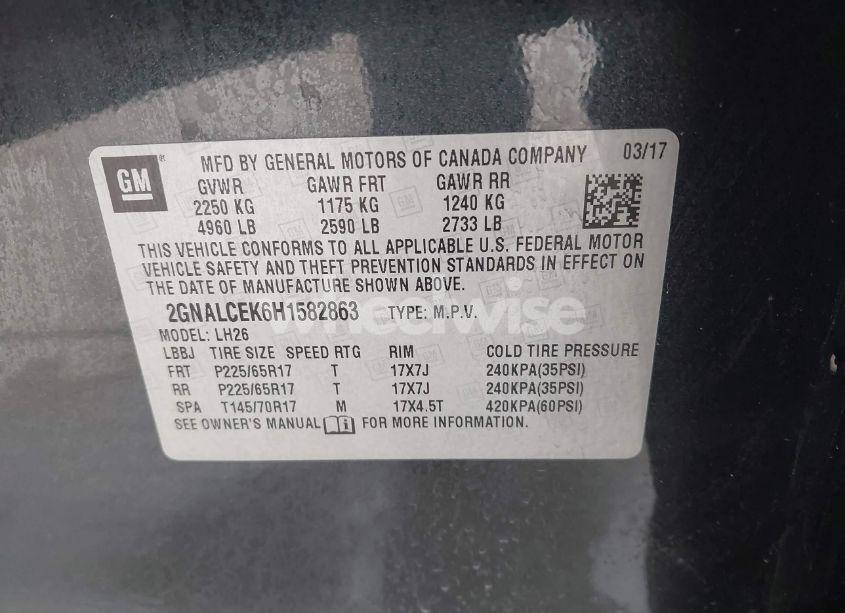 GM
MFD BY GENERAL MOTORS OF CANADA COMPANY 03/17
GVWR GAWR FRT GAWR RR
2250 KG 1175 KG 1240 KG
4960 LB 2590 LB 2733 LB
THIS VEHICLE CONFORMS TO ALL APPLICABLE U.S. FEDERAL MOTOR
VEHICLE SAFETY AND THEFT PREVENTION STANDARDS IN EFFECT ON
THE DATE OF MANUFACTURE SHOWN ABOVE.
2GNALCEK6H1582863 TYPE: M.P.V.
wheelwise
MODEL: LH26
LBBJ TIRE SIZE SPEED RTG RIM COLD TIRE PRESSURE
FRT P225/65R17 T 17X7J 240KPA(35PSI)
RR P225/65R17 T 17X7J 240KPA(35PSI)
SPA T145/70R17 M 17X4.5T 420KPA(60PSI)
SEE OWNER'S MANUAL FOR MORE INFORMATION.